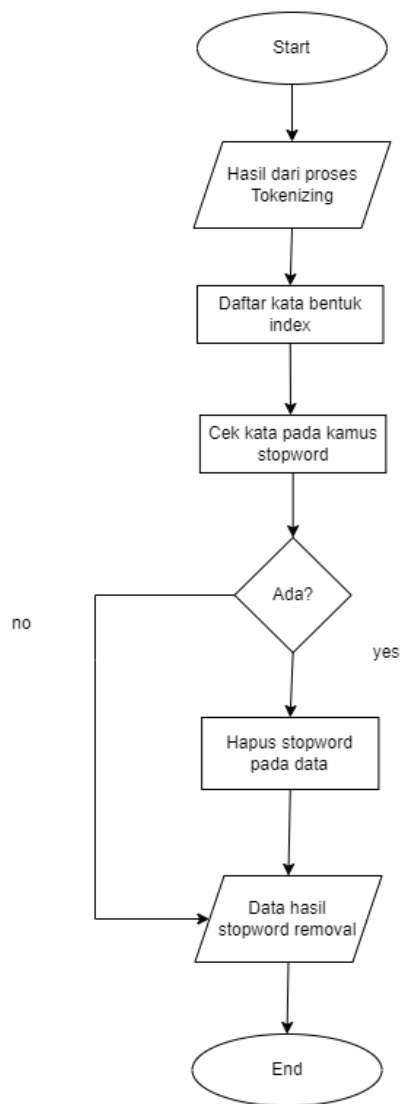 Start
Hasil dari proses
Tokenizing
Daftar kata bentuk
index
Cek kata pada kamus
stopword
Ada?
no
yes
Hapus stopword
pada data
Data hasil
stopword removal
End